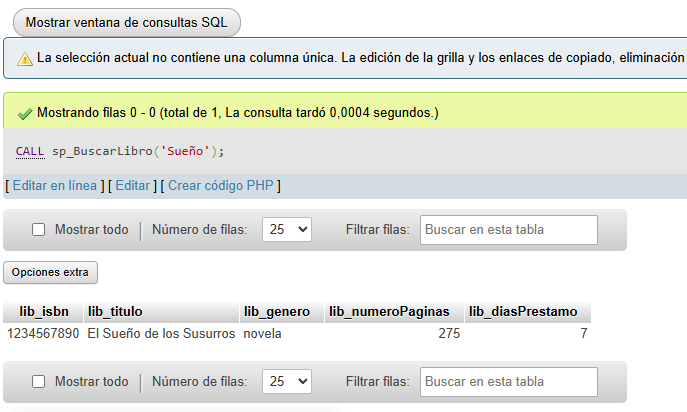 Mostrar ventana de consultas SQL
La selección actual no contiene una columna única. La edición de la grilla y los enlaces de copiado, eliminación
Mostrando filas 0 - 0 (total de 1, La consulta tardó 0,0004 segundos.)
CALL sp_BuscarLibro('Sueño');
[ Editar en línea ] [ Editar ] [ Crear código PHP ]
Mostrar todo Número de filas: 25 Filtrar filas: Buscar en esta tabla
Opciones extra
lib_isbn lib_titulo lib_genero lib_numeroPaginas lib_diasPrestamo
1234567890 El Sueño de los Susurros novela 275 7
Mostrar todo Número de filas: 25 Filtrar filas: Buscar en esta tabla